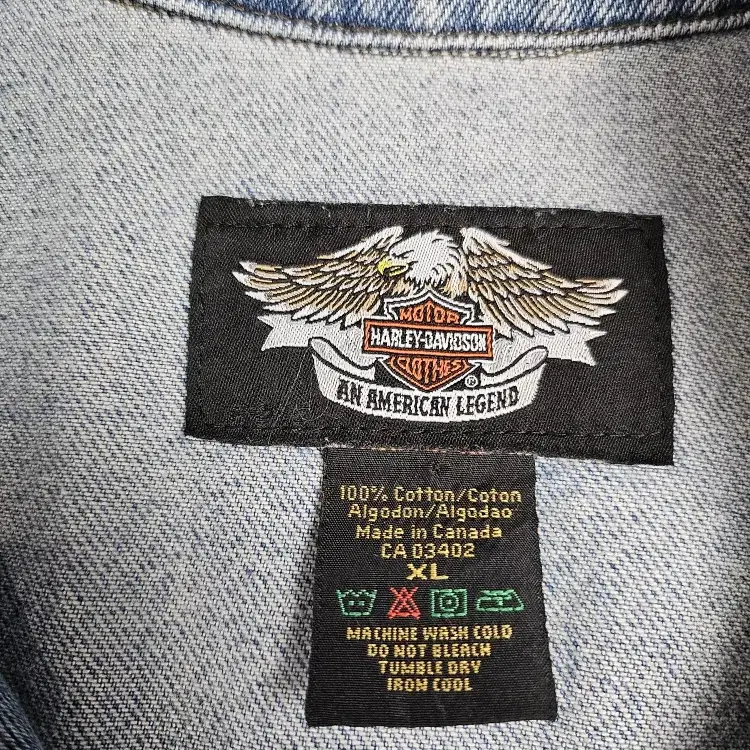 MOTOR
HARLEY-DAVIDSON
CLOTHES
®
AN AMERICAN LEGEND
100% Cotton/Coton
Algodon/Algodao
Made in Canada
CA 03402
XL
MACHINE WASH COLD
DO NOT BLEACH
TUMBLE DRY
IRON COOL